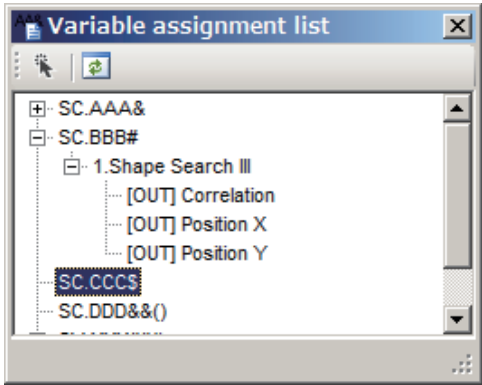 Variable assignment list
SC.AAA&
SC.BBB#
1.Shape Search III
[OUT] Correlation
[OUT] Position X
[OUT] Position Y
SC.CCC$
SC.DDD&&()